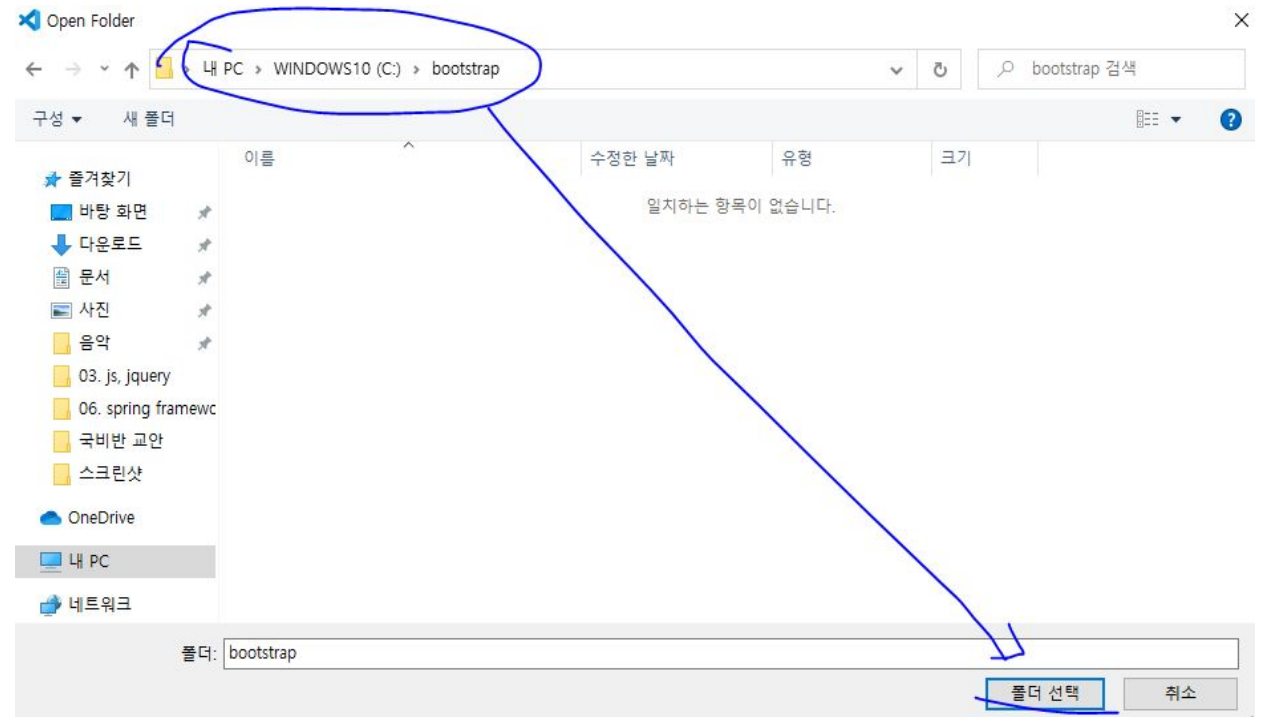 Open Folder
내 PC > WINDOWS10 (C:) > bootstrap
bootstrap 검색
구성
새 폴더
이름
수정한 날짜
유형
크기
일치하는 항목이 없습니다.
즐겨찾기
바탕 화면
다운로드
문서
사진
음악
03. js, jquery
06. spring framewo
국비반 교안
스크린샷
OneDrive
내 PC
네트워크
폴더: bootstrap
폴더 선택
취소